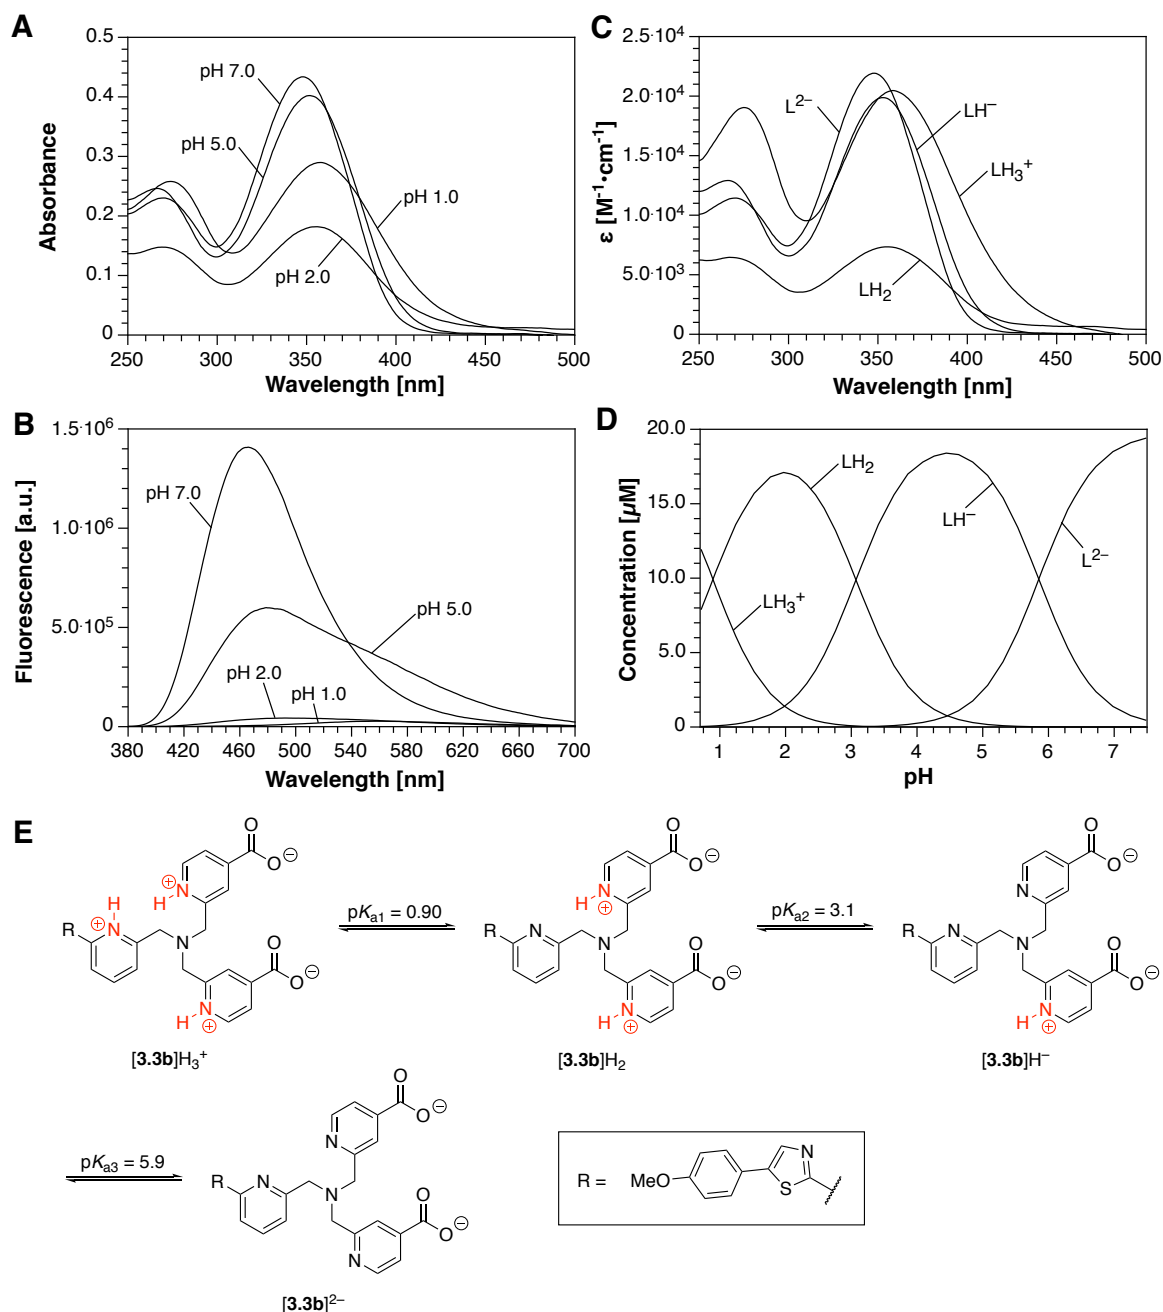 A
Absorbance
0.5
0.4
0.3
0.2
0.1
0
pH 7.0
pH 5.0
pH 1.0
pH 2.0
250 300 350 400 450 500
Wavelength [nm]
C
ε [M⁻¹•cm⁻¹]
2.5·10⁴
2.0·10⁴
1.5·10⁴
1.0·10⁴
5.0·10³
0
L²⁻
LH⁻
LH₃⁺
LH₂
250 300 350 400 450 500
Wavelength [nm]
B
Fluorescence [a.u.]
1.5·10⁶
1.0·10⁶
5.0·10⁵
0
pH 7.0
pH 5.0
pH 2.0
pH 1.0
380 420 460 500 540 580 620 660 700
Wavelength [nm]
D
Concentration [µM]
20.0
15.0
10.0
5.0
0
LH₂
LH⁻
L²⁻
LH₃⁺
1 2 3 4 5 6 7
pH
E
R
N
H
⊕
N
H
⊕
N
O
O
⊖
O
O
⊖
N
H
⊕
[3.3b]H₃⁺
pKa1 = 0.90
R
N
H
N
⊕
N
O
O
⊖
O
O
⊖
H
N
⊕
[3.3b]H₂
pKa2 = 3.1
R
N
N
N
O
O
⊖
O
O
⊖
H
N
⊕
[3.3b]H⁻
pKa3 = 5.9
R
N
N
N
O
O
⊖
O
O
⊖
N
[3.3b]²⁻
R =
MeO
N
S